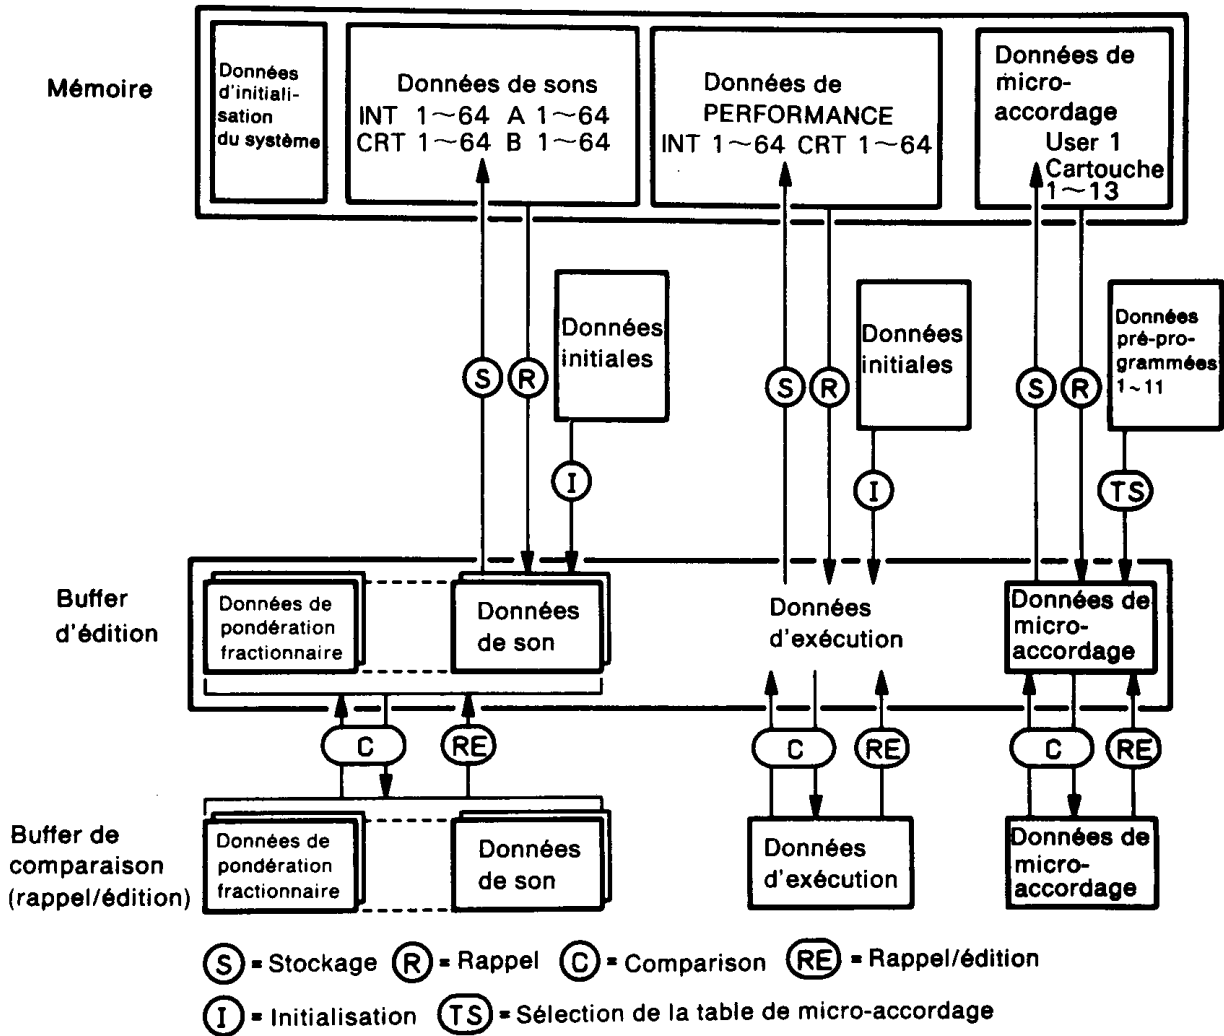 Mémoire
Données
d'initiali-
sation
du système
Données de sons
INT 1~64 A 1~64
CRT 1~64 B 1~64
Données de
PERFORMANCE
INT 1~64 CRT 1~64
Données de
micro-
accordage
User 1
Cartouche
1~13
Données
initiales
Données
initiales
Données
pré-pro-
grammées
1~11
S
R
I
S
R
I
S
R
TS
Buffer
d'édition
Données de
pondération
fractionnaire
Données
de son
Données
d'exécution
Données de
micro-
accordage
C
RE
C
RE
C
RE
Buffer de
comparaison
(rappel/édition)
Données de
pondération
fractionnaire
Données
de son
Données
d'exécution
Données de
micro-
accordage
S = Stockage R = Rappel C = Comparison RE = Rappel/édition
I = Initialisation TS = Sélection de la table de micro-accordage